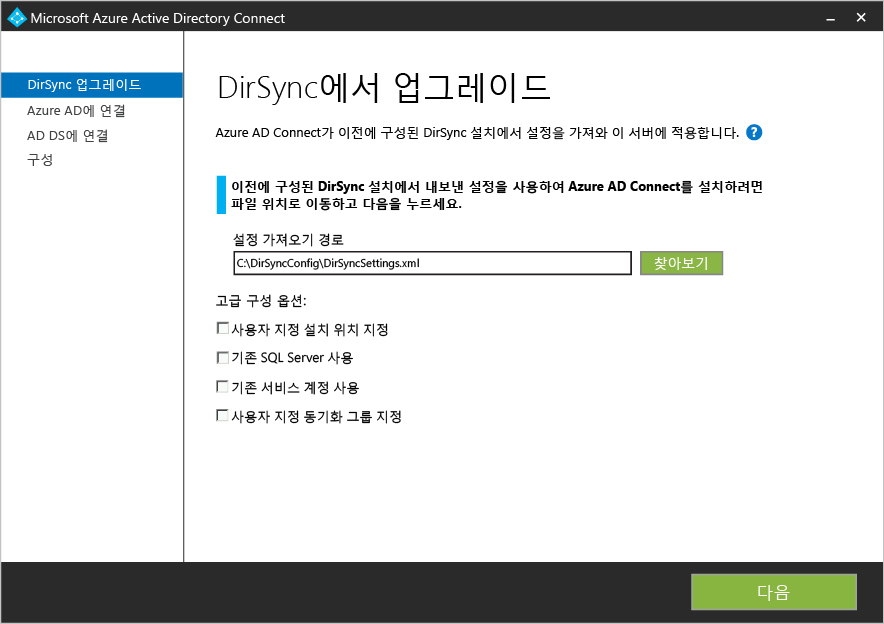 Microsoft Azure Active Directory Connect
DirSync 업그레이드
Azure AD에 연결
AD DS에 연결
구성
DirSync에서 업그레이드
Azure AD Connect가 이전에 구성된 DirSync 설치에서 설정을 가져와 이 서버에 적용합니다. ?
이전에 구성된 DirSync 설치에서 내보낸 설정을 사용하여 Azure AD Connect를 설치하려면
파일 위치로 이동하고 다음을 누르세요.
설정 가져오기 경로
C:\DirSyncConfig\DirSyncSettings.xml 찾아보기
고급 구성 옵션:
사용자 지정 설치 위치 지정
기존 SQL Server 사용
기존 서비스 계정 사용
사용자 지정 동기화 그룹 지정
다음